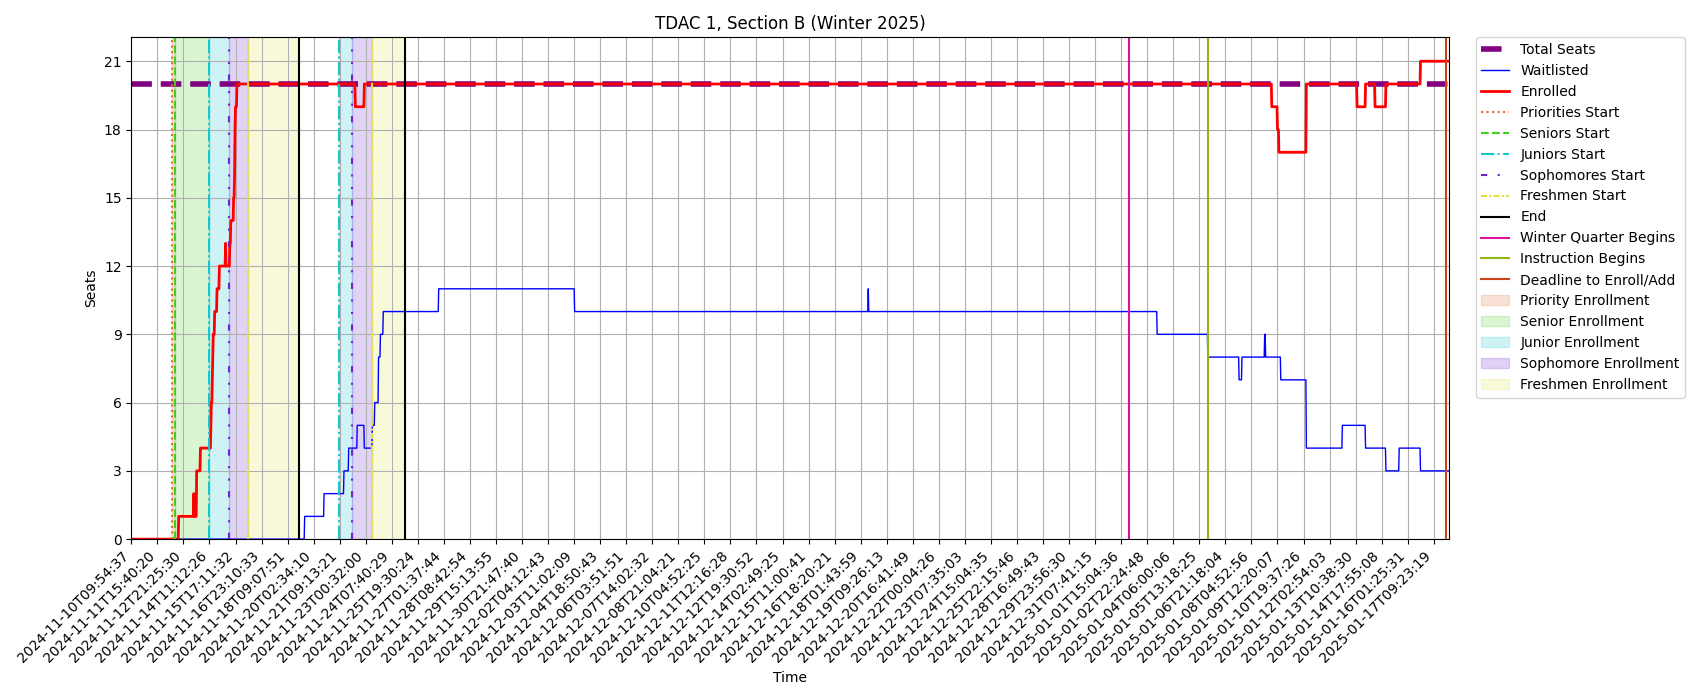 TDAC 1, Section B (Winter 2025)
Seats
21
18
15
12
9
6
3
0
2024-11-10T09:54:37
2024-11-11T15:40:20
2024-11-12T21:25:30
2024-11-14T11:12:26
2024-11-15T17:11:32
2024-11-16T23:10:33
2024-11-18T09:07:51
2024-11-20T02:34:10
2024-11-21T09:13:21
2024-11-23T00:32:00
2024-11-24T07:40:29
2024-11-25T19:30:24
2024-11-27T01:37:44
2024-11-28T08:42:54
2024-11-29T15:13:55
2024-11-30T21:47:40
2024-12-02T04:12:43
2024-12-03T11:02:09
2024-12-04T18:50:43
2024-12-06T03:51:51
2024-12-07T14:02:32
2024-12-08T21:04:21
2024-12-10T04:52:25
2024-12-11T12:16:28
2024-12-12T19:30:52
2024-12-14T02:49:25
2024-12-15T11:00:41
2024-12-16T18:20:21
2024-12-18T01:43:59
2024-12-19T09:26:13
2024-12-20T16:41:49
2024-12-22T00:04:26
2024-12-23T07:35:03
2024-12-24T15:04:35
2024-12-25T22:15:46
2024-12-28T16:49:43
2024-12-29T23:56:30
2024-12-31T07:41:15
2025-01-01T15:04:36
2025-01-02T22:24:48
2025-01-04T06:00:06
2025-01-05T13:18:25
2025-01-06T21:18:04
2025-01-08T04:52:56
2025-01-09T12:20:07
2025-01-10T19:37:26
2025-01-12T02:54:03
2025-01-13T10:38:30
2025-01-14T17:55:08
2025-01-16T01:25:31
2025-01-17T09:23:19
Time
Total Seats
Waitlisted
Enrolled
Priorities Start
Seniors Start
Juniors Start
Sophomores Start
Freshmen Start
End
Winter Quarter Begins
Instruction Begins
Deadline to Enroll/Add
Priority Enrollment
Senior Enrollment
Junior Enrollment
Sophomore Enrollment
Freshmen Enrollment